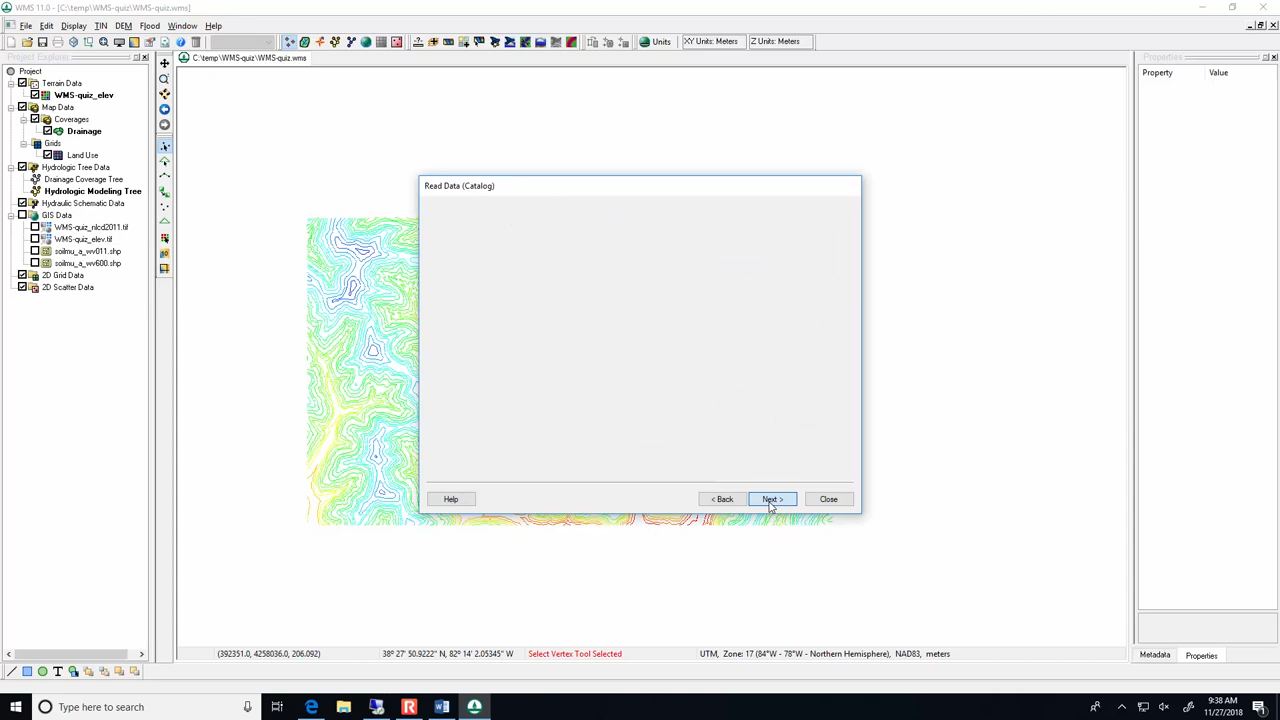 WMS 11.0 - [C:\temp\WMS-quiz\WMS-quiz.wms]
File Edit Display TIN DEM Flood Window Help
Units XY Units: Meters Z Units: Meters
Project Explorer
C:\temp\WMS-quiz\WMS-quiz.wms
Properties
Project
Terrain Data
WMS-quiz_elev
Map Data
Coverages
Drainage
Grids
Land Use
Hydrologic Tree Data
Drainage Coverage Tree
Hydrologic Modeling Tree
Hydraulic Schematic Data
GIS Data
WMS-quiz_nlcd2011.tif
WMS-quiz_elev.tif
soilmu_a_wv011.shp
soilmu_a_wv600.shp
2D Grid Data
2D Scatter Data
Property Value
Read Data (Catalog)
Help < Back Next > Close
(392351.0, 4258036.0, 206.092) 38º 27' 50.9222" N, 82º 14' 2.05345" W Select Vertex Tool Selected UTM, Zone: 17 (84°W - 78°W - Northern Hemisphere), NAD83, meters
Metadata Properties
T
Type here to search
9:38 AM
11/27/2018